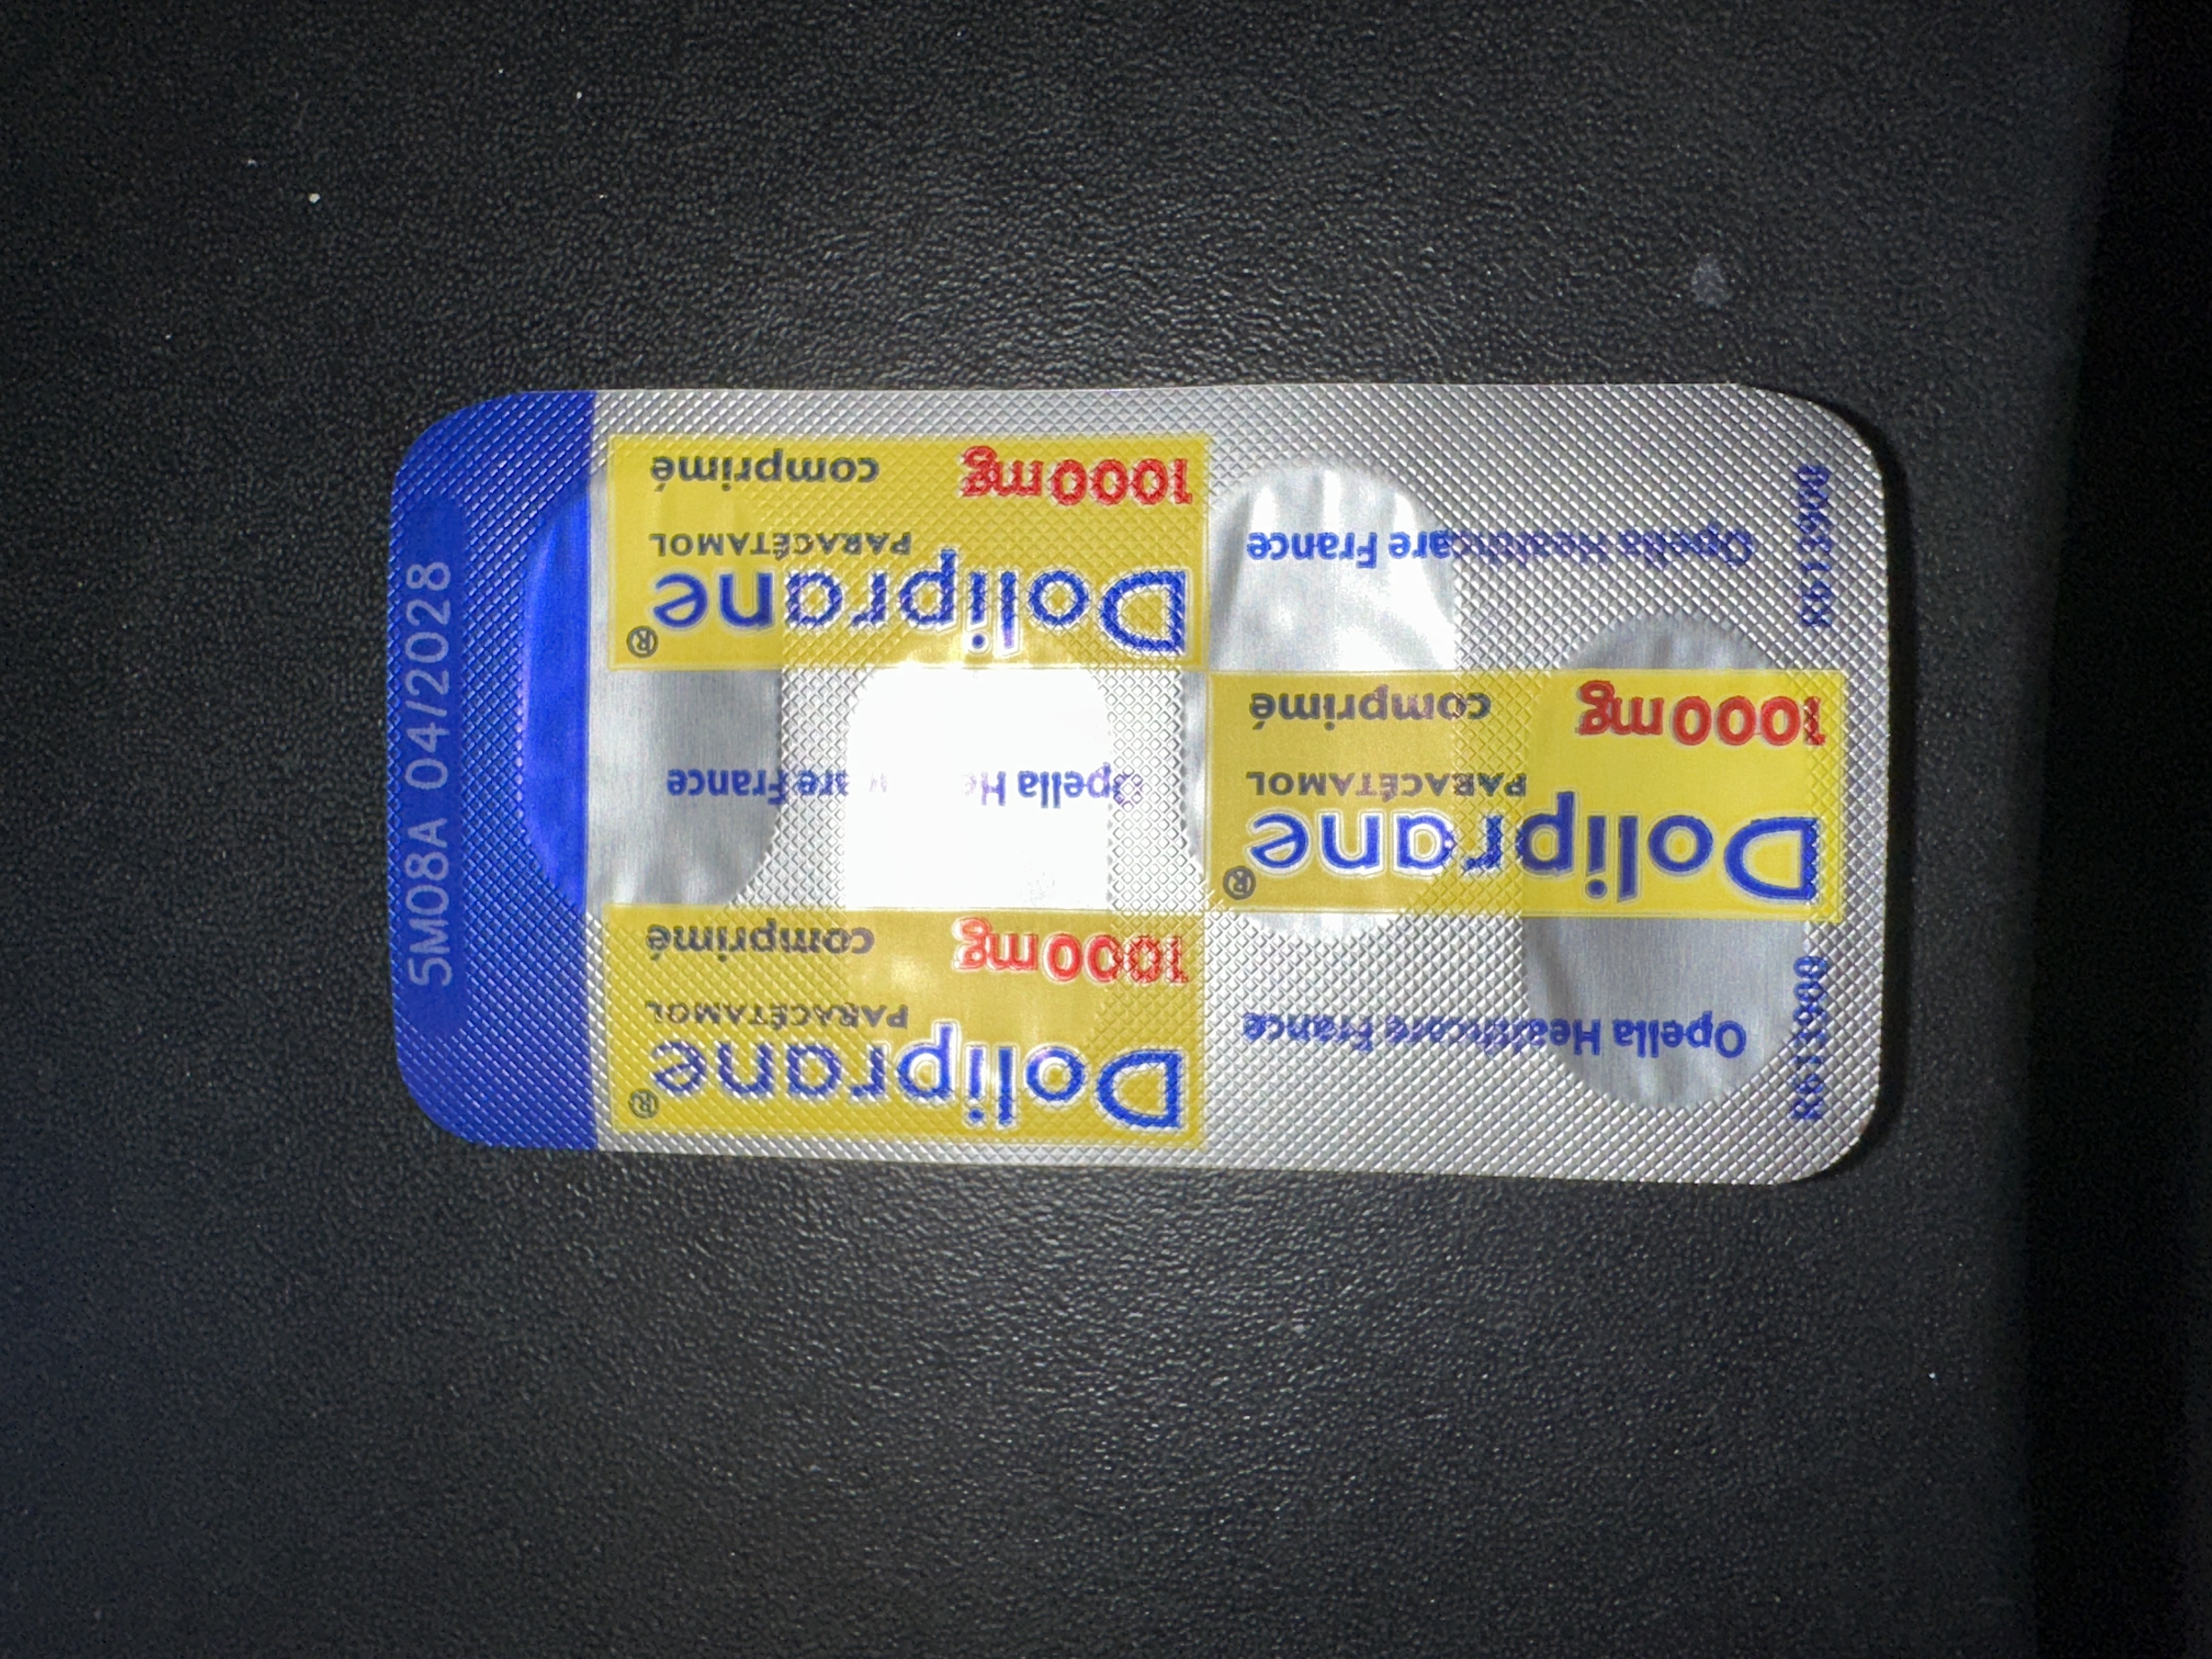 5M08A 04/2028
Doliprane®
PARACÉTAMOL
1000mg comprimé
Opella Healthcare France
Doliprane®
PARACÉTAMOL
1000mg comprimé
Opella Healthcare France
Doliprane®
PARACÉTAMOL
1000mg comprimé
Opella Healthcare France